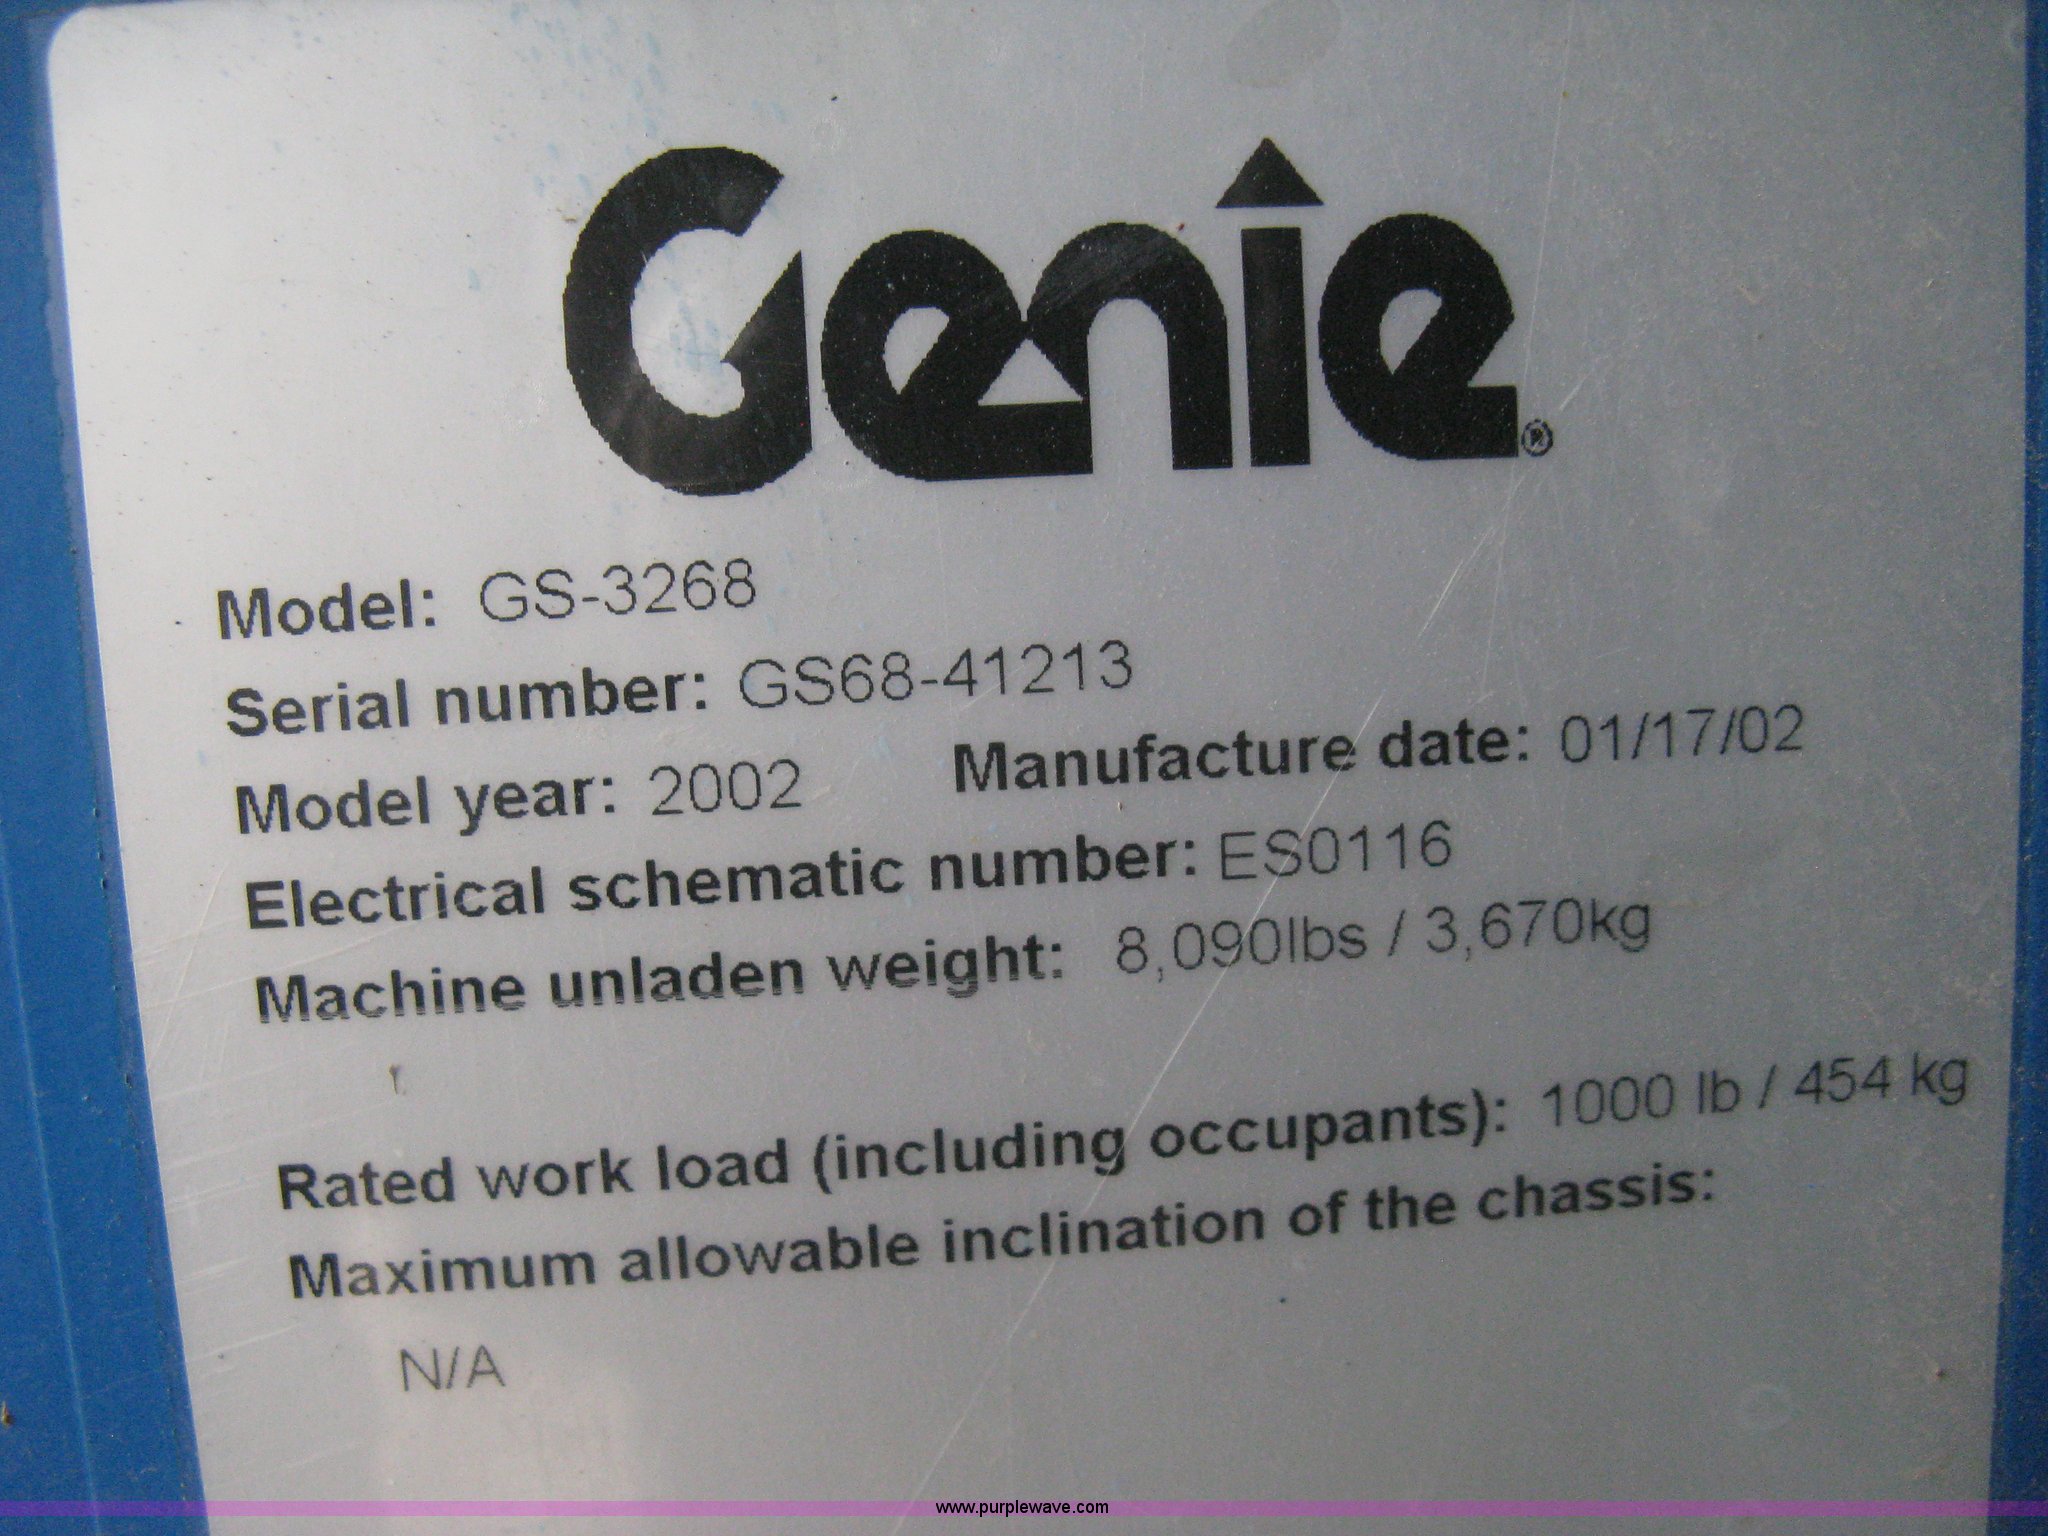 Genie®
Model: GS-3268
Serial number: GS68-41213
Model year: 2002 Manufacture date: 01/17/02
Electrical schematic number: ES0116
Machine unladen weight: 8,090lbs / 3,670kg
Rated work load (including occupants): 1000 lb / 454 kg
Maximum allowable inclination of the chassis:
N/A
www.purplewave.com